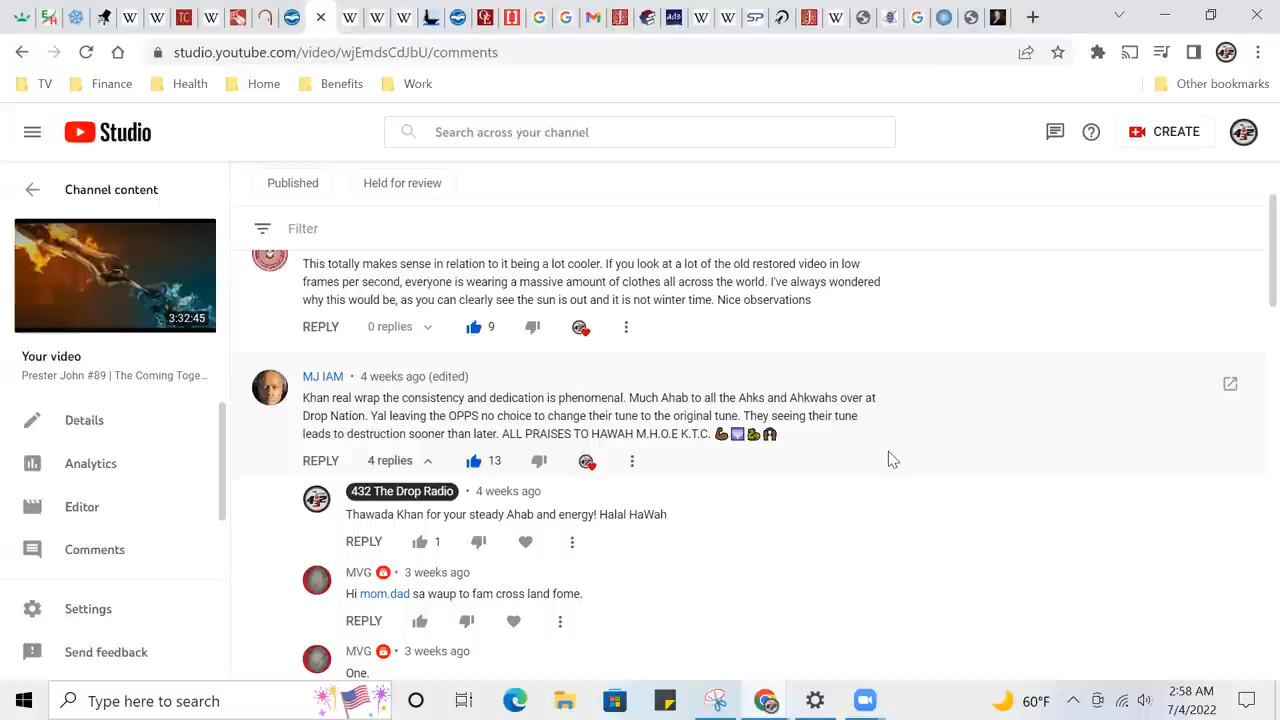 studio.youtube.com/video/wjEmdsCdJbU/comments
TV
Finance
Health
Home
Benefits
Work
Other bookmarks
Studio
Search across your channel
CREATE
Channel content
Published
Held for review
Filter
3:32:45
Your video
Prester John #89 | The Coming Toge...
Details
Analytics
Editor
Comments
Settings
Send feedback
This totally makes sense in relation to it being a lot cooler. If you look at a lot of the old restored video in low
frames per second, everyone is wearing a massive amount of clothes all across the world. I've always wondered
why this would be, as you can clearly see the sun is out and it is not winter time. Nice observations
REPLY 0 replies 9
MJ IAM • 4 weeks ago (edited)
Khan real wrap the consistency and dedication is phenomenal. Much Ahab to all the Ahks and Ahkwahs over at
Drop Nation. Yal leaving the OPPS no choice to change their tune to the original tune. They seeing their tune
leads to destruction sooner than later. ALL PRAISES TO HAWAH M.H.O.E K.T.C.
REPLY 4 replies 13
432 The Drop Radio • 4 weeks ago
Thawada Khan for your steady Ahab and energy! Halal HaWah
REPLY 1
MVG • 3 weeks ago
Hi mom.dad sa waup to fam cross land fome.
REPLY
MVG • 3 weeks ago
One.
Type here to search
60°F
2:58 AM
7/4/2022